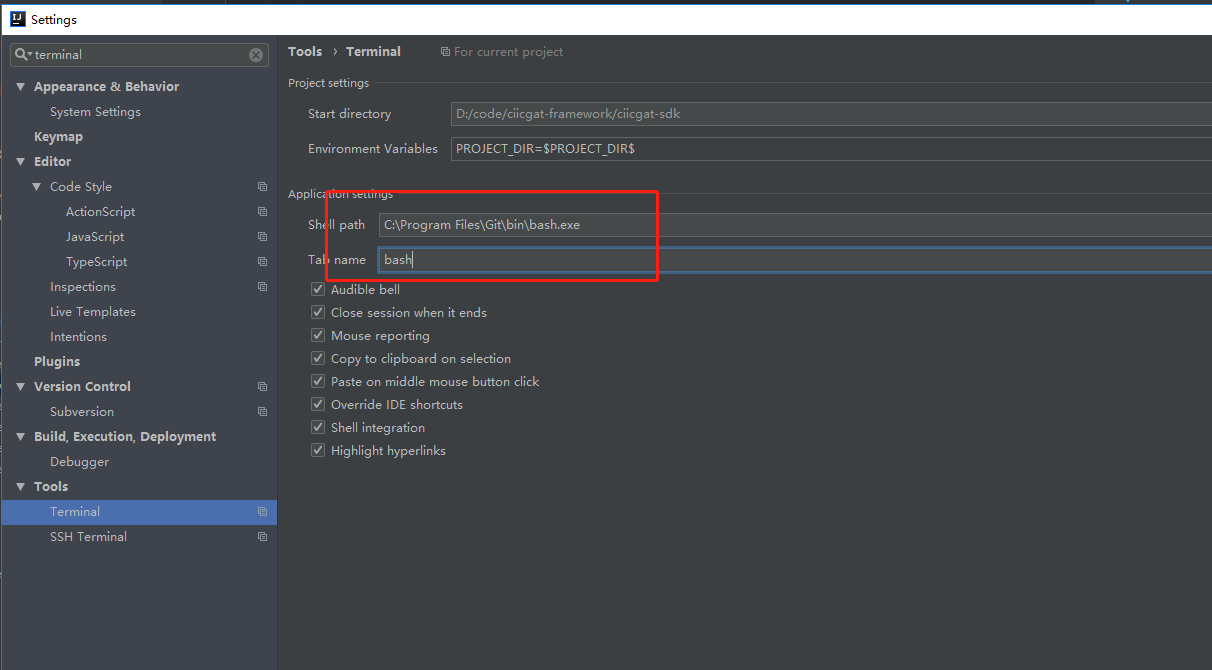 Settings
terminal
Appearance & Behavior
System Settings
Keymap
Editor
Code Style
ActionScript
JavaScript
TypeScript
Inspections
Live Templates
Intentions
Plugins
Version Control
Subversion
Build, Execution, Deployment
Debugger
Tools
Terminal
SSH Terminal
Tools › Terminal For current project
Project settings
Start directory D:/code/ciicgat-framework/ciicgat-sdk
Environment Variables PROJECT_DIR=$PROJECT_DIR$
Application settings
Shell path C:\Program Files\Git\bin\bash.exe
Tab name bash
Audible bell
Close session when it ends
Mouse reporting
Copy to clipboard on selection
Paste on middle mouse button click
Override IDE shortcuts
Shell integration
Highlight hyperlinks